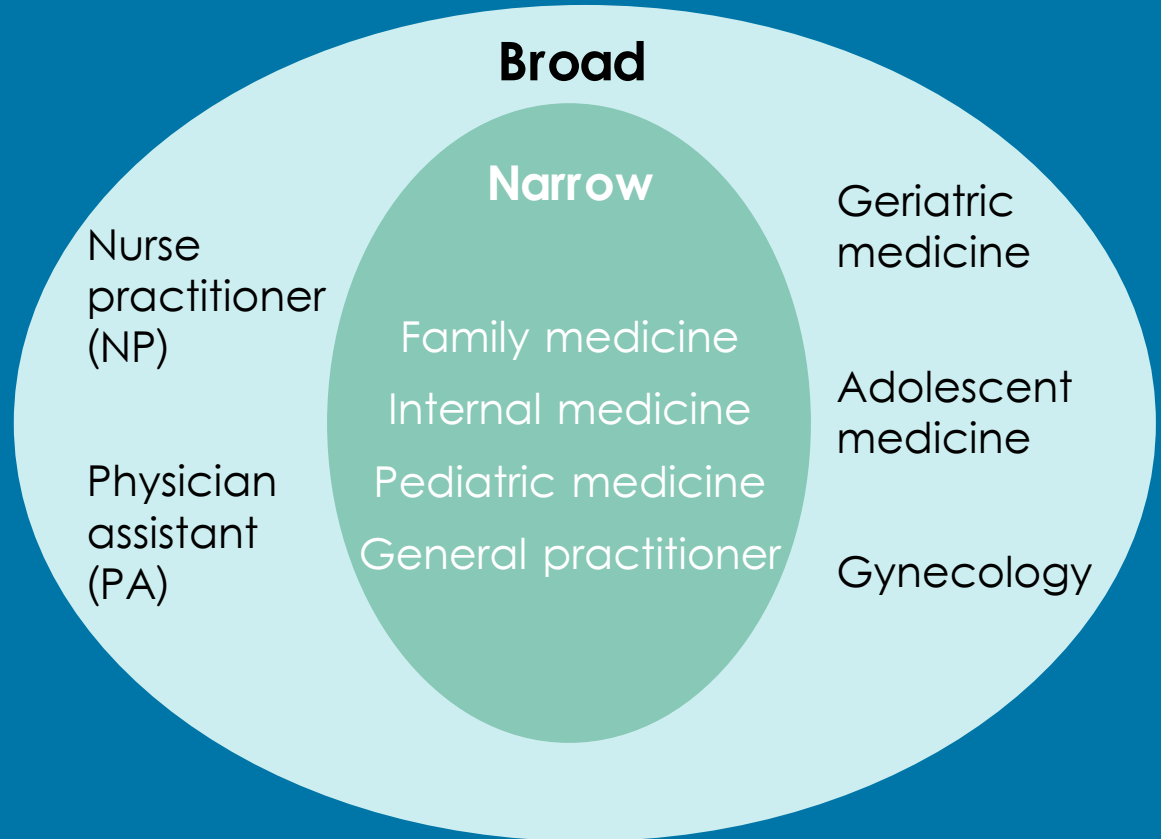 Broad
Narrow
Nurse
practitioner
(NP)
Physician
assistant
(PA)
Family medicine
Internal medicine
Pediatric medicine
General practitioner
Geriatric
medicine
Adolescent
medicine
Gynecology